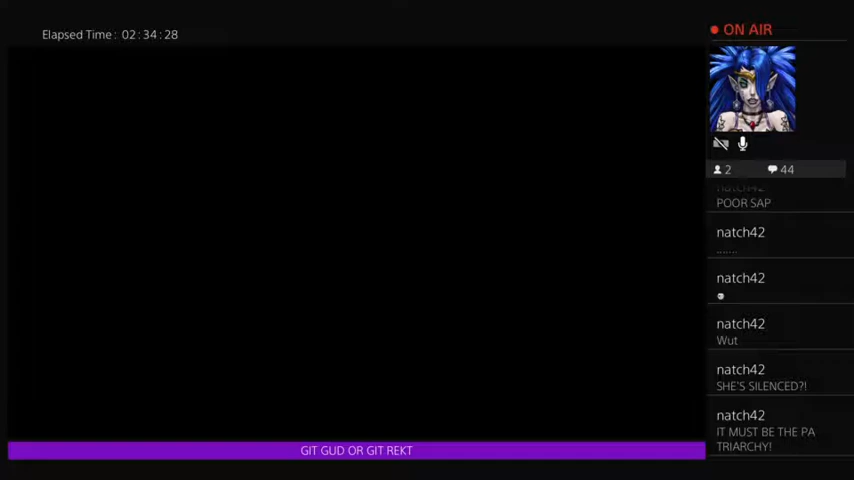 Elapsed Time: 02:34:28
ON AIR
2
44
natch42
POOR SAP
natch42
.......
natch42
natch42
Wut
natch42
SHE'S SILENCED?!
natch42
IT MUST BE THE PA
TRIARCHY!
GIT GUD OR GIT REKT